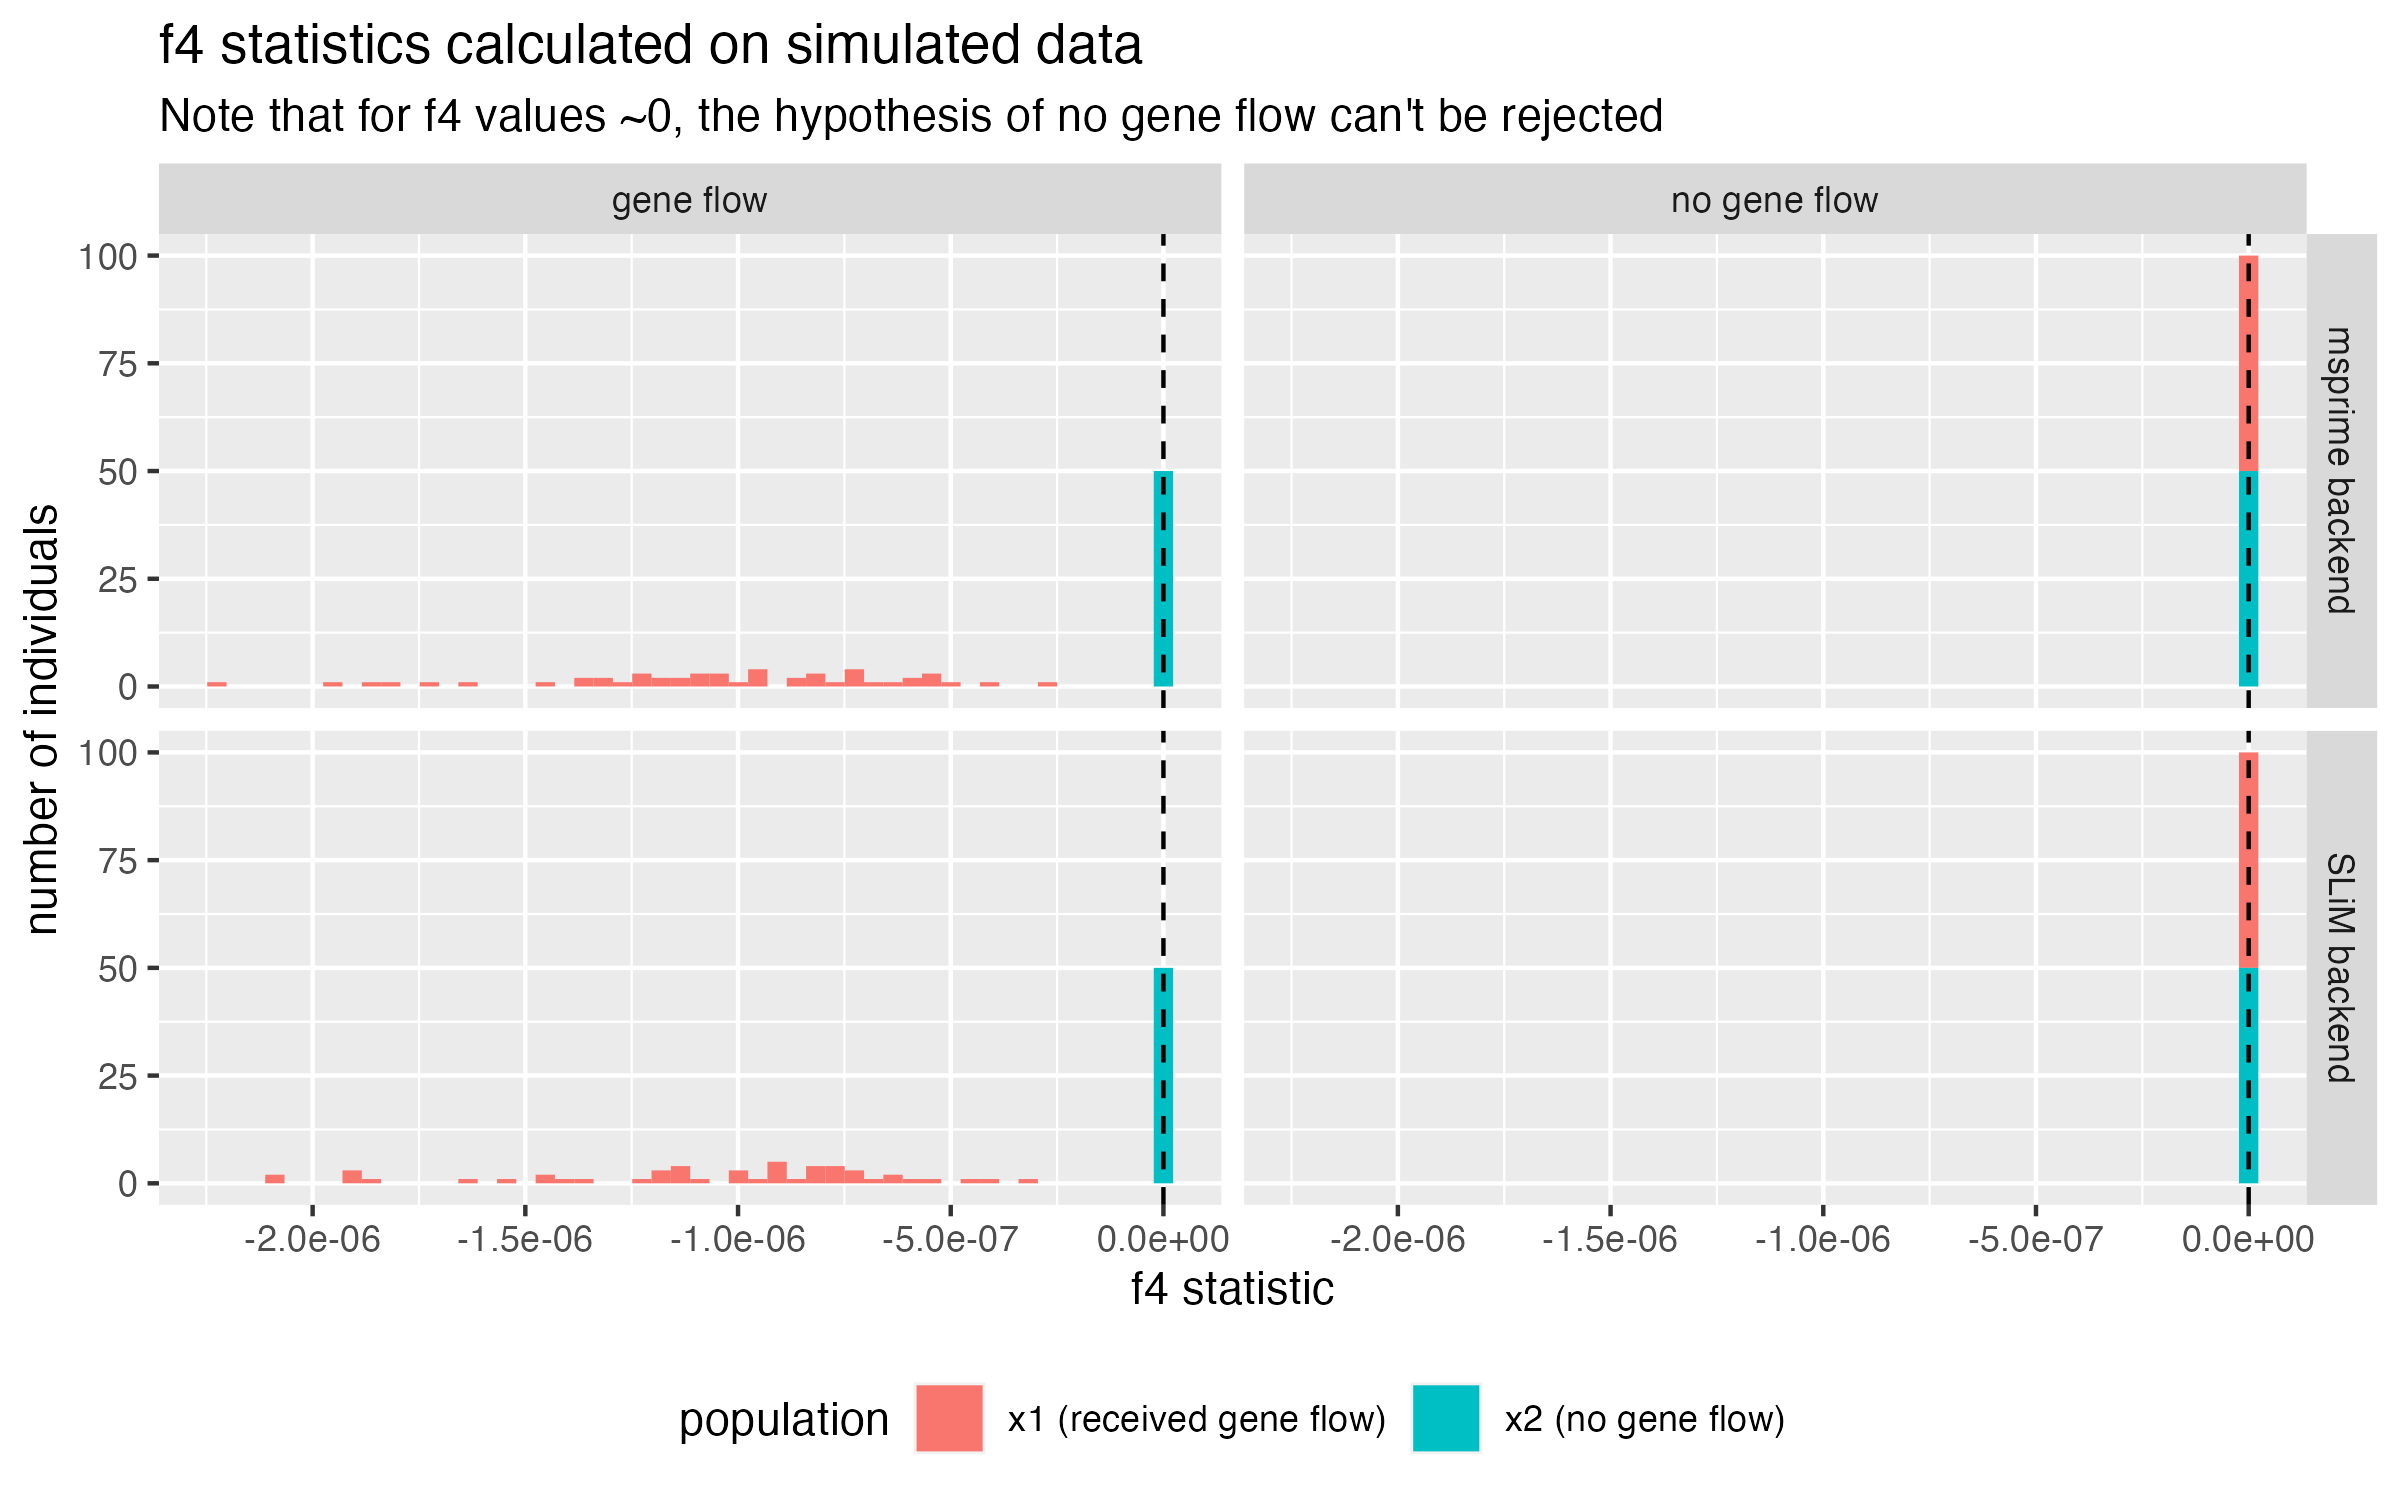 f4 statistics calculated on simulated data
Note that for f4 values ~0, the hypothesis of no gene flow can't be rejected
gene flow
no gene flow
100
75
50
25
0
msprime backend
100
75
50
25
0
SLiM backend
number of individuals
-2.0e-06
-1.5e-06
-1.0e-06
-5.0e-07
0.0e+00
-2.0e-06
-1.5e-06
-1.0e-06
-5.0e-07
0.0e+00
f4 statistic
population
x1 (received gene flow)
x2 (no gene flow)